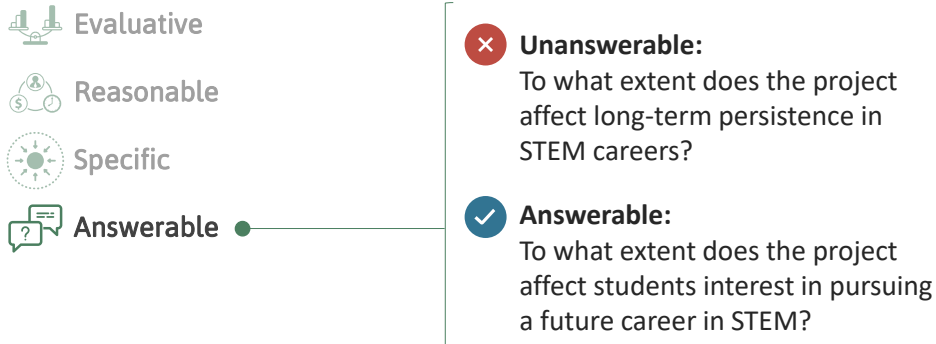 Evaluative
Reasonable
$
Specific
?
Answerable
Unanswerable:
To what extent does the project
affect long-term persistence in
STEM careers?
Answerable:
To what extent does the project
affect students interest in pursuing
a future career in STEM?